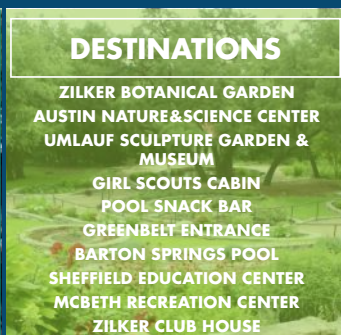 DESTINATIONS
ZILKER BOTANICAL GARDEN
AUSTIN NATURE&SCIENCE CENTER
UMLAUF SCULPTURE GARDEN &
MUSEUM
GIRL SCOUTS CABIN
POOL SNACK BAR
GREENBELT ENTRANCE
BARTON SPRINGS POOL
SHEFFIELD EDUCATION CENTER
MCBETH RECREATION CENTER
ZILKER CLUB HOUSE